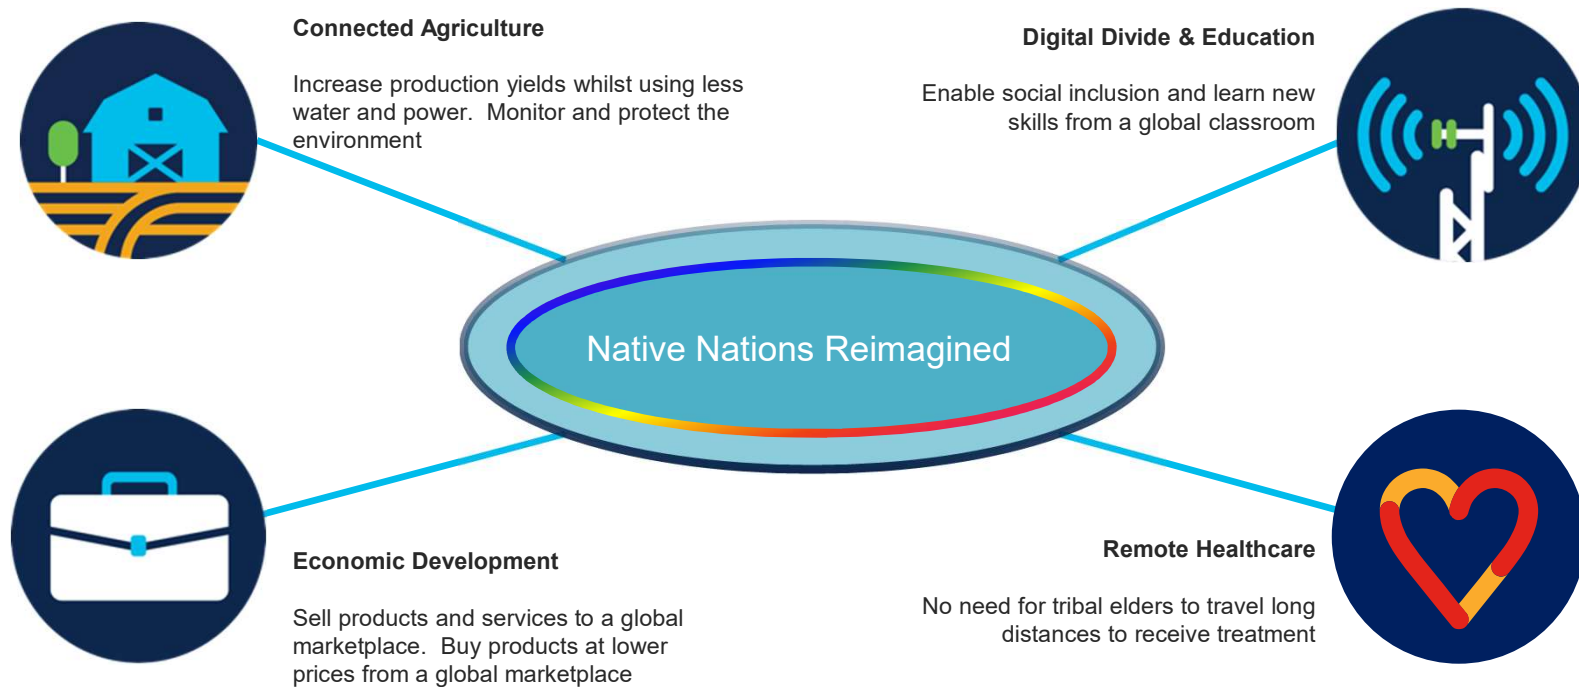 Connected Agriculture
Increase production yields whilst using less
water and power.  Monitor and protect the
environment
Digital Divide & Education
Enable social inclusion and learn new
skills from a global classroom
Native Nations Reimagined
Economic Development
Sell products and services to a global
marketplace.  Buy products at lower
prices from a global marketplace
Remote Healthcare
No need for tribal elders to travel long
distances to receive treatment